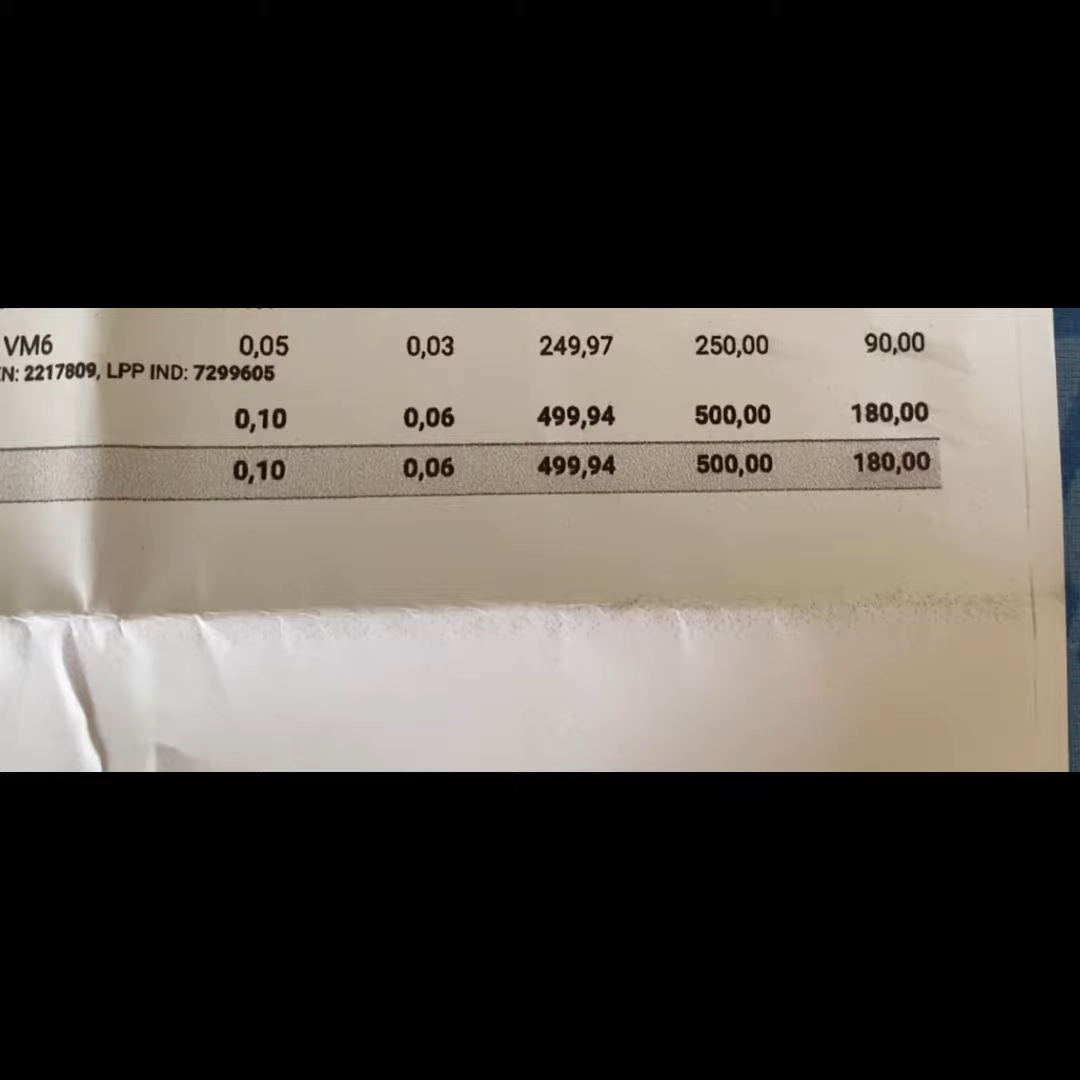 VM6 0,05 0,03 249,97 250,00 90,00
EN: 2217809, LPP IND: 7299605
0,10 0,06 499,94 500,00 180,00
0,10 0,06 499,94 500,00 180,00